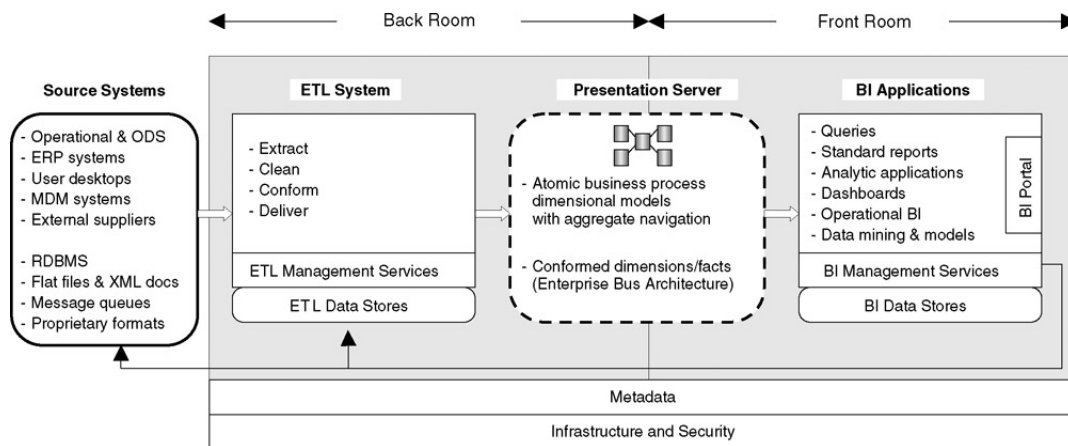 Back Room
Front Room
Source Systems
- Operational & ODS
- ERP systems
- User desktops
- MDM systems
- External suppliers
- RDBMS
- Flat files & XML docs
- Message queues
- Proprietary formats
ETL System
- Extract
- Clean
- Conform
- Deliver
ETL Management Services
ETL Data Stores
Presentation Server
- Atomic business process
dimensional models
with aggregate navigation
- Conformed dimensions/facts
(Enterprise Bus Architecture)
BI Applications
- Queries
- Standard reports
- Analytic applications
- Dashboards
- Operational BI
- Data mining & models
BI Portal
BI Management Services
BI Data Stores
Metadata
Infrastructure and Security